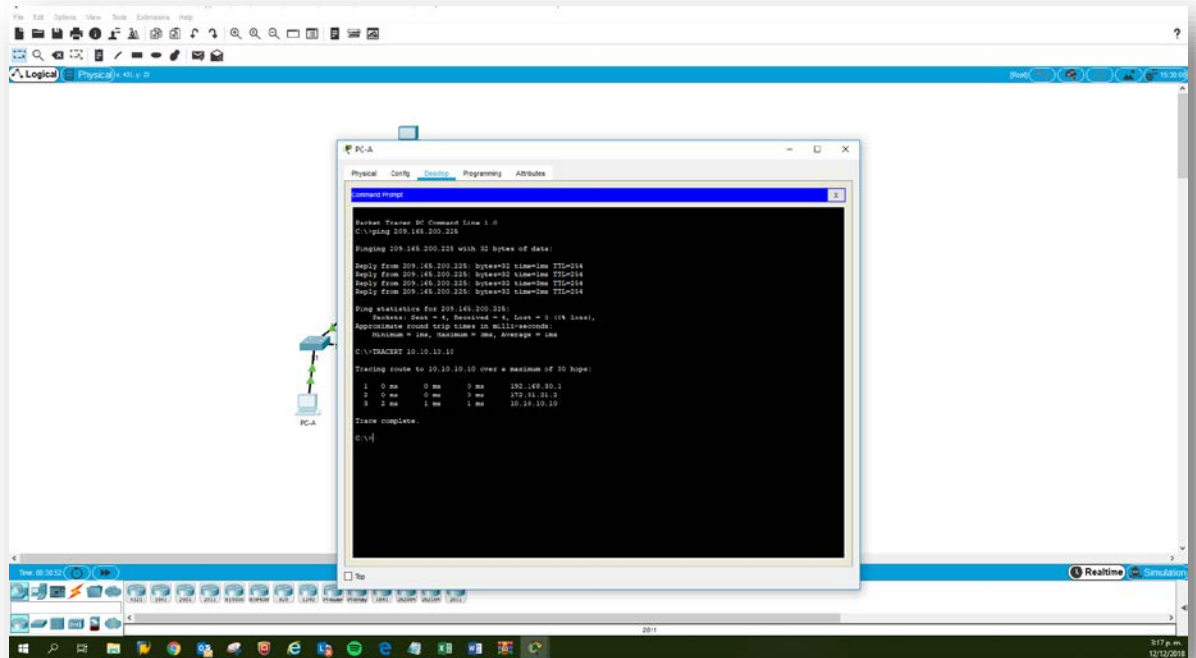 File Edit Options View Tools Extensions Help
?
Logical
Physical
[Root]
PC-A
Physical Config Desktop Programming Attributes
Command Prompt
X
Packet Tracer PC Command Line 1.0
C:\>ping 209.165.200.225
Pinging 209.165.200.225 with 32 bytes of data:
Reply from 209.165.200.225: bytes=32 time=1ms TTL=254
Reply from 209.165.200.225: bytes=32 time=1ms TTL=254
Reply from 209.165.200.225: bytes=32 time=3ms TTL=254
Reply from 209.165.200.225: bytes=32 time=2ms TTL=254
Ping statistics for 209.165.200.225:
Packets: Sent = 4, Received = 4, Lost = 0 (0% loss),
Approximate round trip times in milli-seconds:
Minimum = 1ms, Maximum = 3ms, Average = 1ms
C:\>TRACERT 10.10.10.10
Tracing route to 10.10.10.10 over a maximum of 30 hops:
1 0 ms 0 ms 0 ms 192.168.30.1
2 0 ms 0 ms 0 ms 172.31.21.2
3 2 ms 1 ms 1 ms 10.10.10.10
Trace complete.
C:\>
PC-A
Top
Time: 00:30:52
Realtime
Simulation
2811
3:17 p. m.
12/12/2018